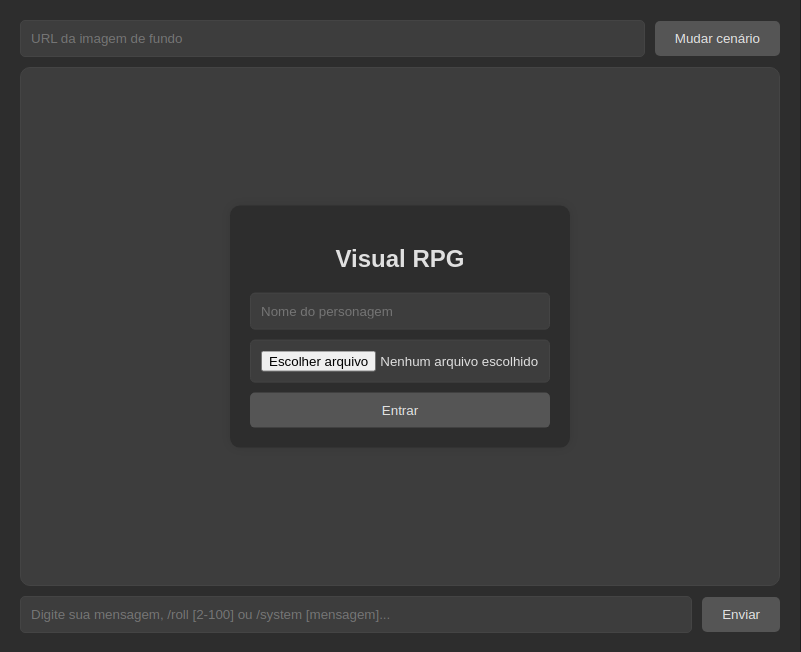 URL da imagem de fundo
Mudar cenário
Visual RPG
Nome do personagem
Escolher arquivo Nenhum arquivo escolhido
Entrar
Digite sua mensagem, /roll [2-100] ou /system [mensagem]...
Enviar